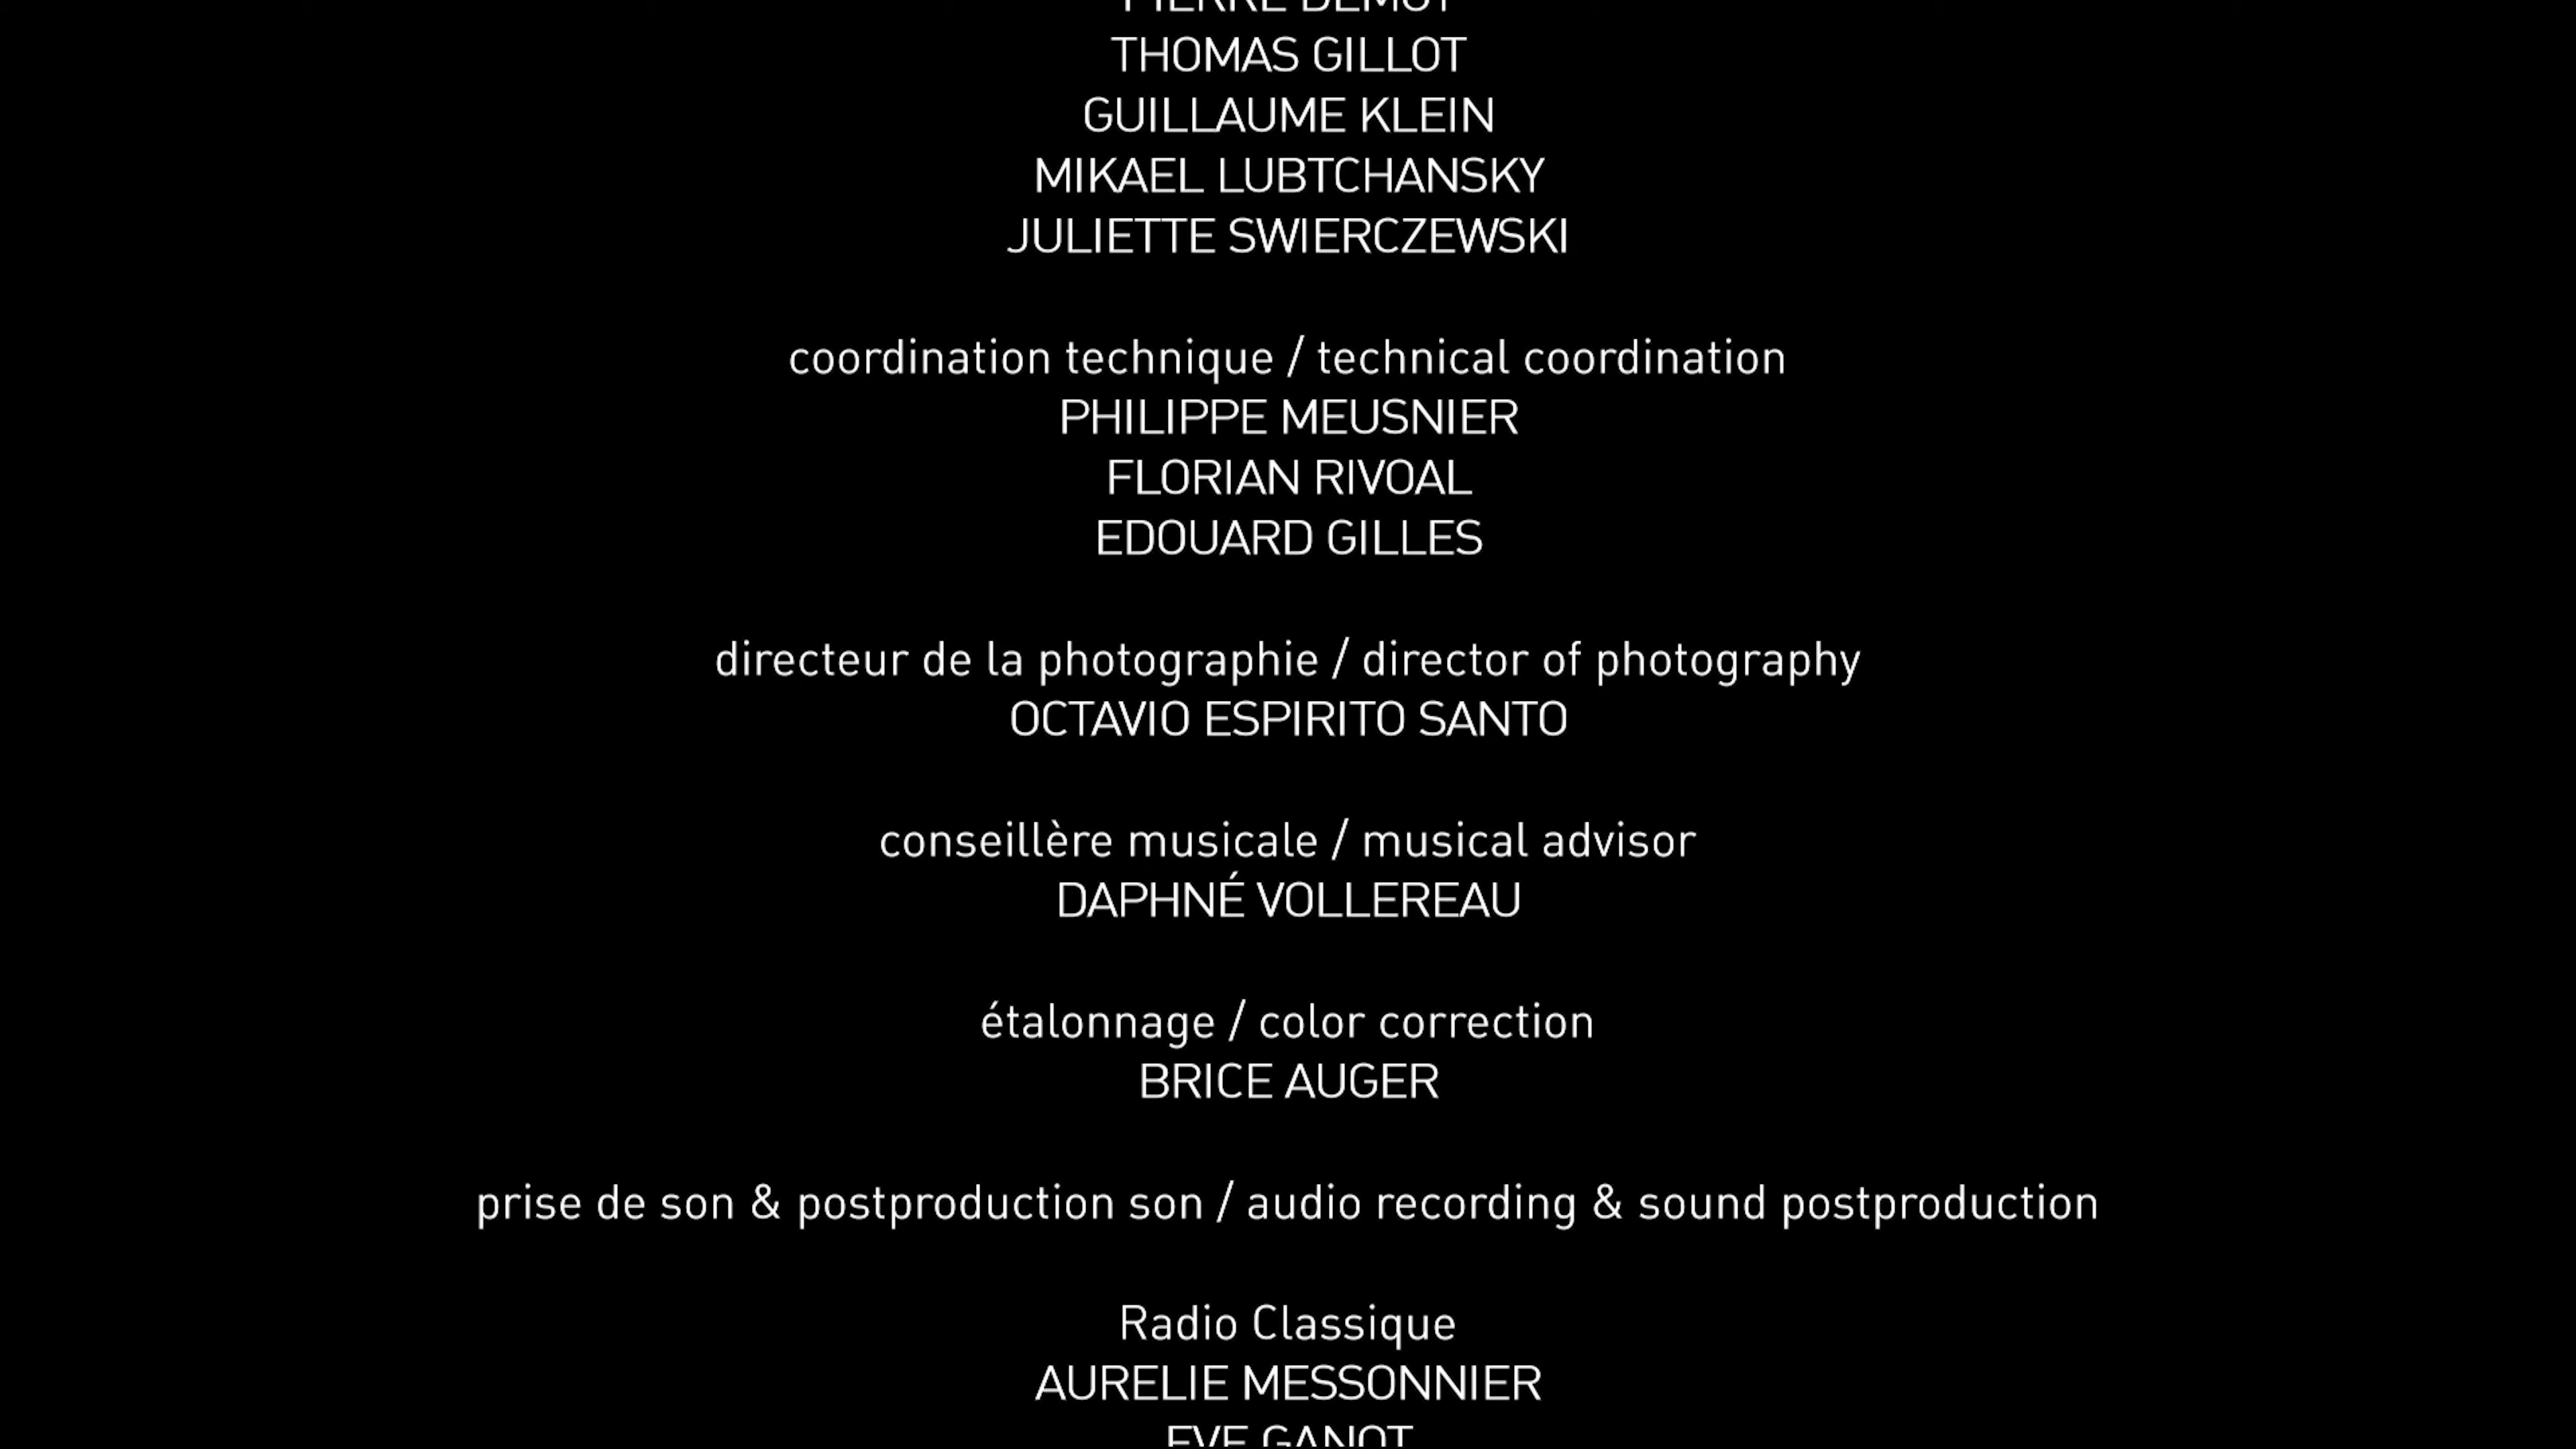 THOMAS GILLOT
GUILLAUME KLEIN
MIKAEL LUBTCHANSKY
JULIETTE SWIERCZEWSKI
coordination technique / technical coordination
PHILIPPE MEUSNIER
FLORIAN RIVOAL
EDOUARD GILLES
directeur de la photographie / director of photography
OCTAVIO ESPIRITO SANTO
conseillère musicale / musical advisor
DAPHNÉ VOLLEREAU
étalonnage / color correction
BRICE AUGER
prise de son & postproduction son / audio recording & sound postproduction
Radio Classique
AURELIE MESSONNIER
EVE GANOT